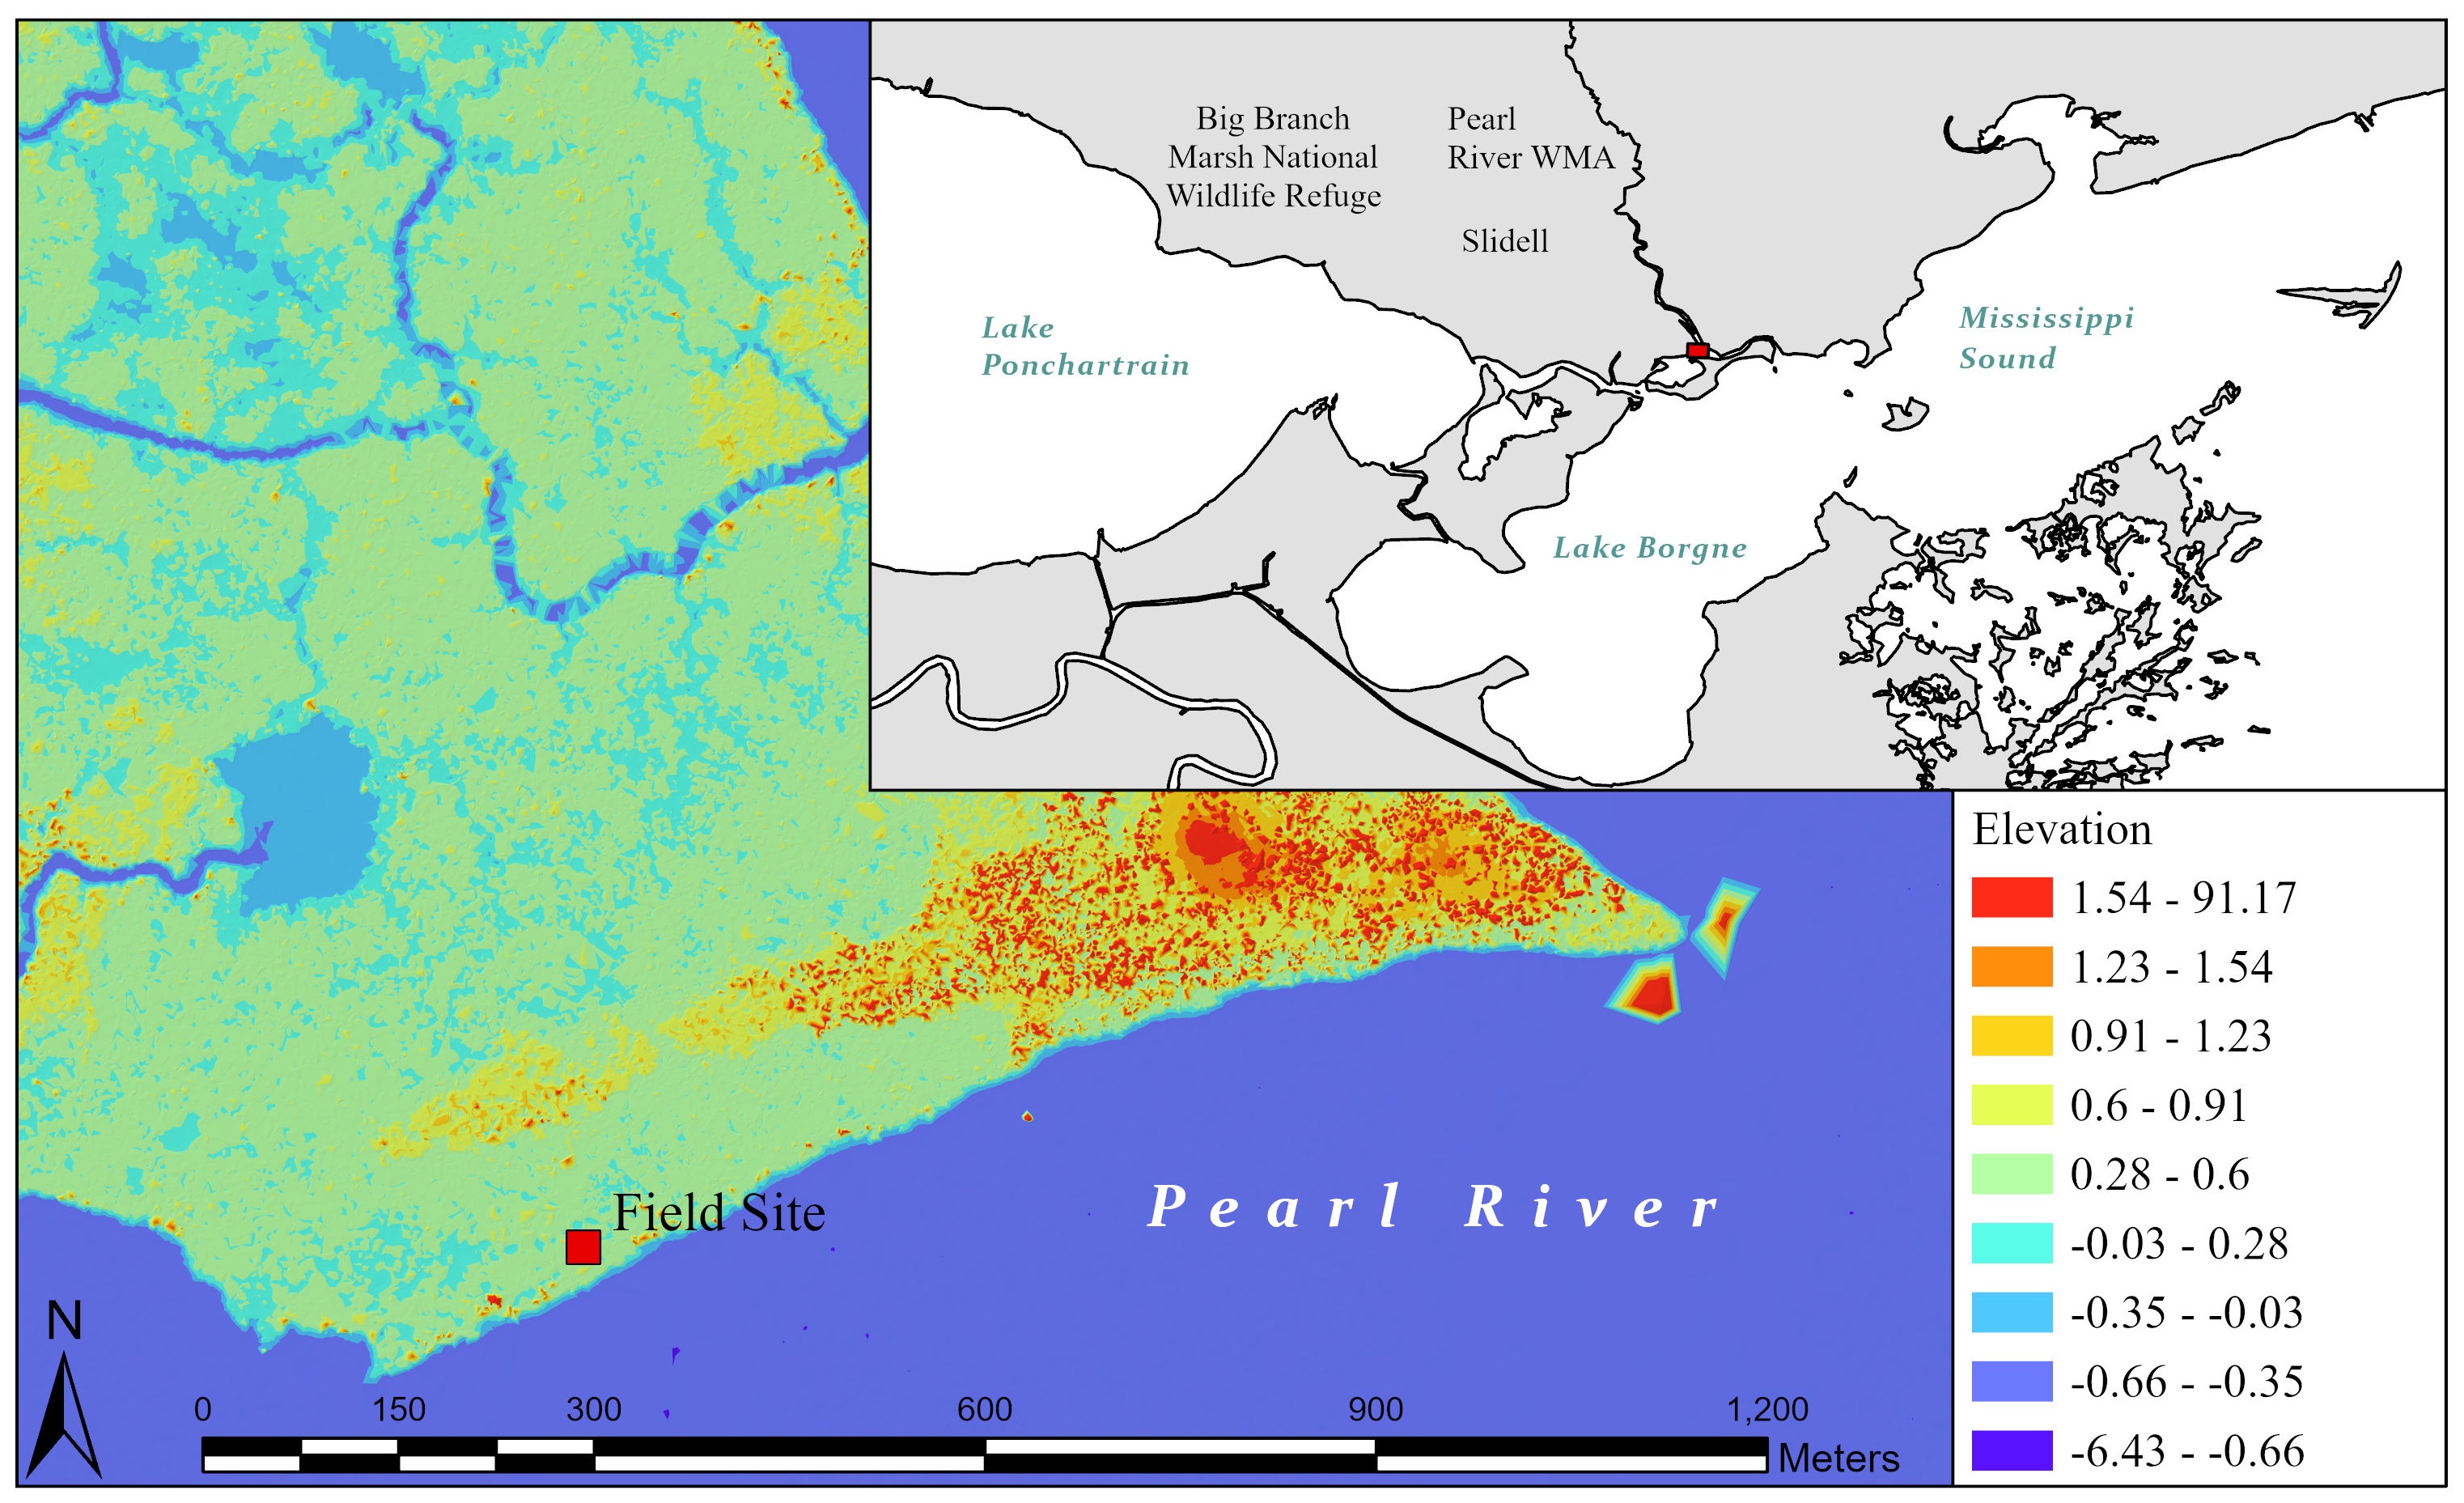 Big Branch
Marsh National
Wildlife Refuge
Pearl
River WMA
Slidell
Lake
Ponchartrain
Mississippi
Sound
Lake Borgne
Elevation
1.54 - 91.17
1.23 - 1.54
0.91 - 1.23
0.6 - 0.91
0.28 - 0.6
-0.03 - 0.28
-0.35 - -0.03
-0.66 - -0.35
-6.43 - -0.66
Field Site
Pearl River
N
0 150 300 600 900 1,200
Meters